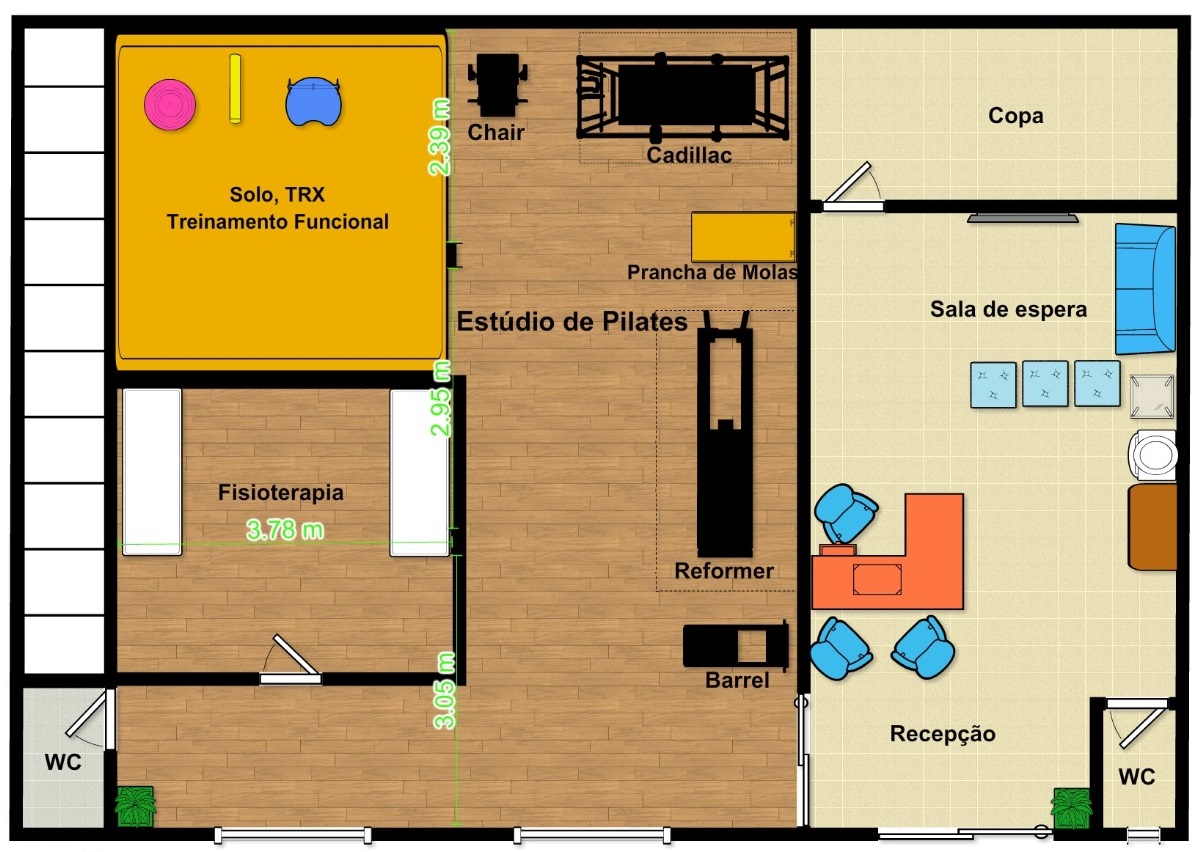 Chair
Cadillac
Copa
2.39 m
Solo, TRX
Treinamento Funcional
Prancha de Molas
Estúdio de Pilates
Sala de espera
2.95 m
Fisioterapia
3.78 m
Reformer
3.05 m
Barrel
Recepção
WC
WC